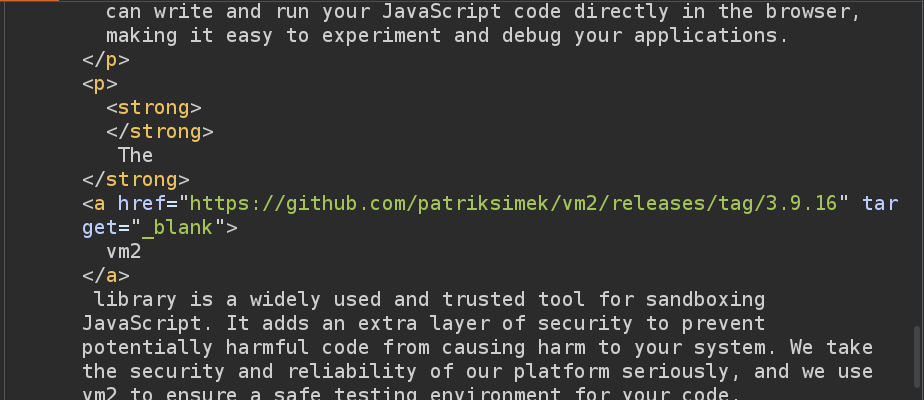 can write and run your JavaScript code directly in the browser,
making it easy to experiment and debug your applications.
</p>
<p>
<strong>
</strong>
The
</strong>
<a href="https://github.com/patriksimek/vm2/releases/tag/3.9.16" tar
get="_blank">
vm2
</a>
library is a widely used and trusted tool for sandboxing
JavaScript. It adds an extra layer of security to prevent
potentially harmful code from causing harm to your system. We take
the security and reliability of our platform seriously, and we use
vm2 to ensure a safe testing environment for your code.